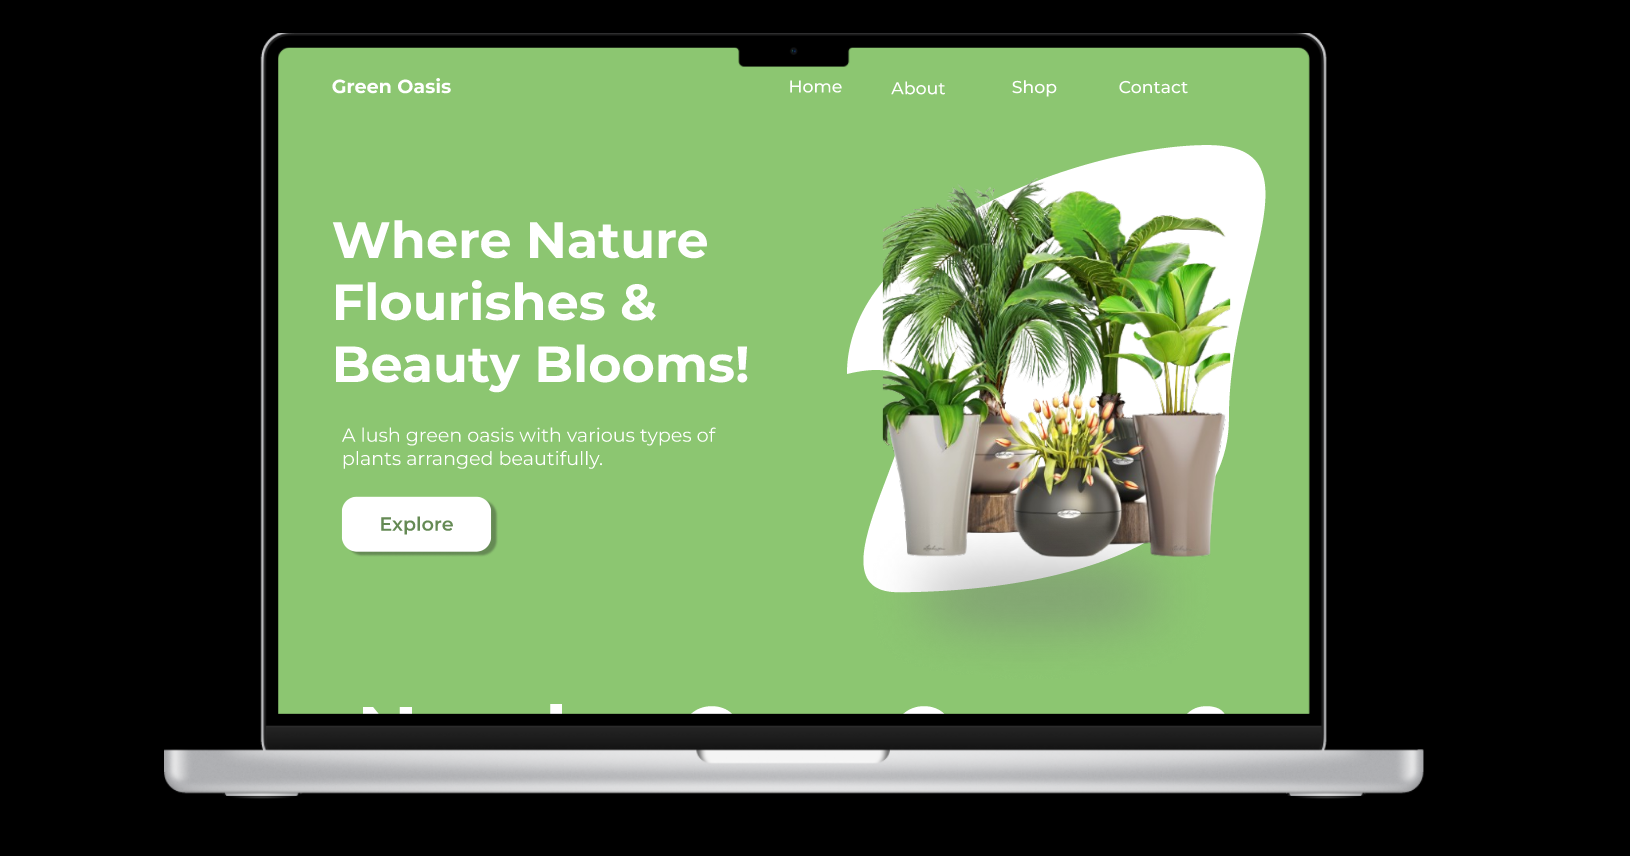 Green Oasis
Home About Shop Contact
Where Nature
Flourishes &
Beauty Blooms!
A lush green oasis with various types of
plants arranged beautifully.
Explore